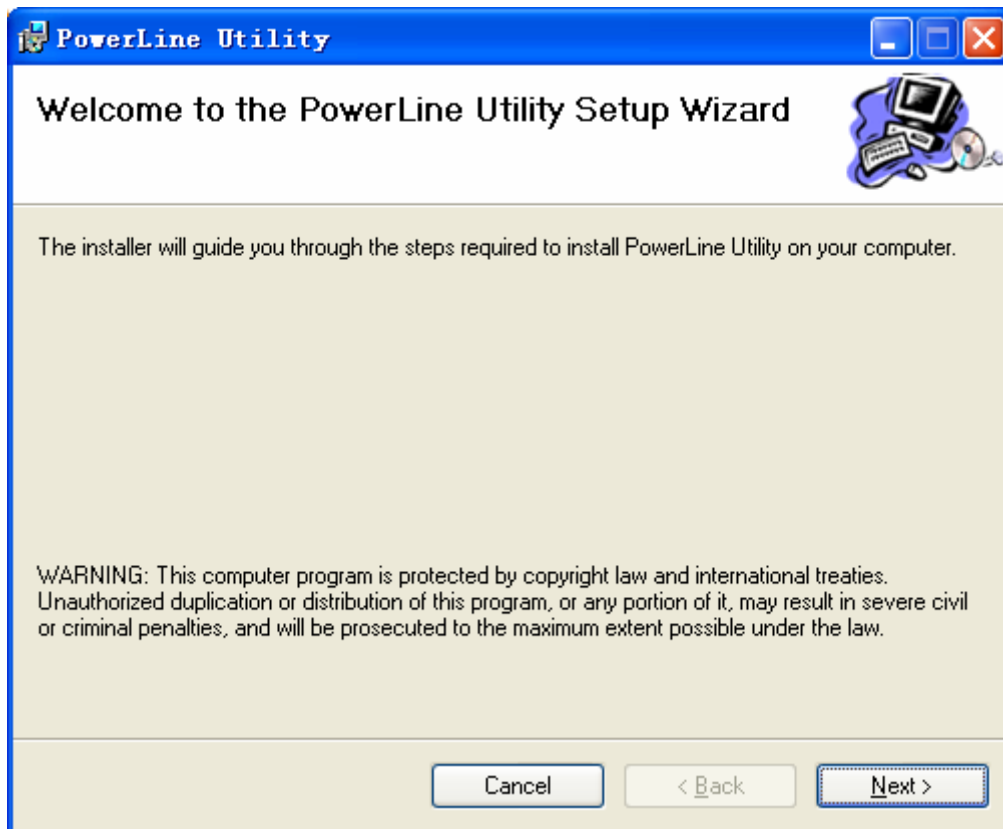 PowerLine Utility
Welcome to the PowerLine Utility Setup Wizard
The installer will guide you through the steps required to install PowerLine Utility on your computer.
WARNING: This computer program is protected by copyright law and international treaties.
Unauthorized duplication or distribution of this program, or any portion of it, may result in severe civil
or criminal penalties, and will be prosecuted to the maximum extent possible under the law.
Cancel
< Back
Next >